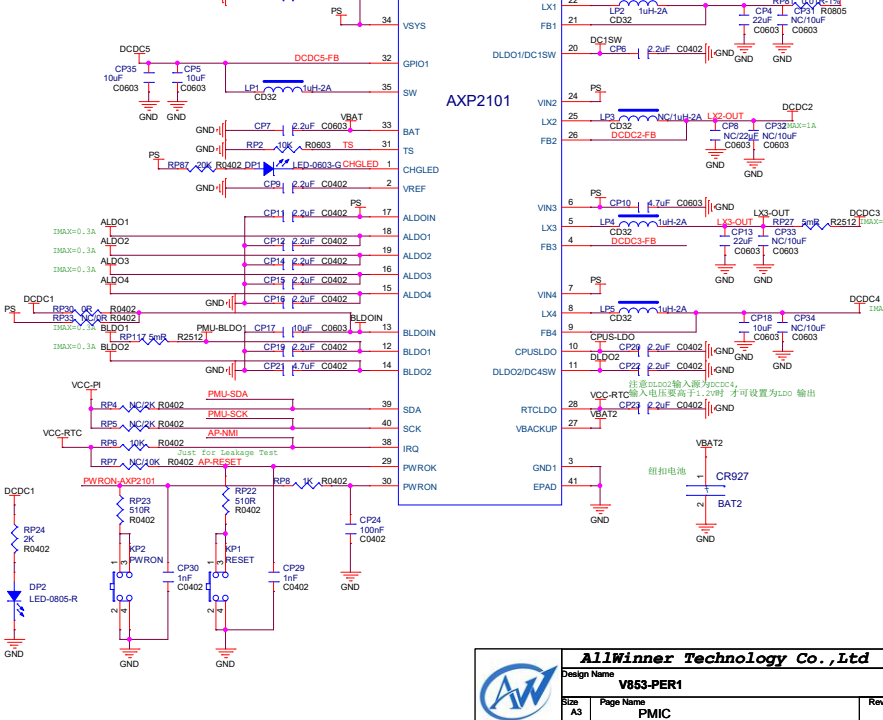 PS
34
VSYS
DCDC5
CP35
10uF
C0603
CP5
10uF
C0603
GND
GND
DCDC5-FB
32
GPIO1
LP1
CD32
1uH-2A
35
SW
AXP2101
GND
CP7
2.2uF
C0603
VBAT
33
BAT
GND
RP2
10K
R0603
TS
31
TS
PS
RP87
20K
R0402
DP1
LED-0603-G
CHGLED
1
CHGLED
GND
CP9
2.2uF
C0402
2
VREF
PS
CP11
2.2uF
C0402
17
ALDOIN
IMAX=0.3A
ALDO1
18
ALDO1
CP12
2.2uF
C0402
IMAX=0.3A
ALDO2
19
ALDO2
CP14
2.2uF
C0402
IMAX=0.3A
ALDO3
16
ALDO3
CP15
2.2uF
C0402
ALDO4
15
ALDO4
GND
CP16
2.2uF
C0402
DCDC1
PS
RP30
0R
R0402
RP33
NC/0R
R0402
BLDOIN
IMAX=0.3A
BLDO1
PMU-BLDO1
CP17
10uF
C0603
13
BLDOIN
IMAX=0.3A
BLDO2
RP117
5mR
R2512
CP19
2.2uF
C0402
12
BLDO1
GND
CP21
4.7uF
C0402
14
BLDO2
VCC-PI
PMU-SDA
RP4
NC/2K
R0402
39
SDA
PMU-SCK
RP5
NC/2K
R0402
40
SCK
VCC-RTC
AP-NMI
RP6
10K
R0402
38
IRQ
Just for Leakage Test
RP7
NC/10K
R0402
AP-RESET
29
PWROK
PWRON-AXP2101
RP8
1K
R0402
30
PWRON
DCDC1
RP23
510R
R0402
RP22
510R
R0402
CP24
100nF
C0402
GND
RP24
2K
R0402
KP2
PWRON
1
3
2
4
CP30
1nF
C0402
KP1
RESET
1
3
2
4
CP29
1nF
C0402
DP2
LED-0805-R
GND
GND
GND
22
LX1
LP2
CD32
1uH-2A
21
FB1
CP4
22uF
C0603
CP31
NC/10uF
C0603
R0805
GND
GND
20
DLDO1/DC1SW
DC1SW
CP6
2.2uF
C0402
GND
24
VIN2
PS
25
LX2
LP3
CD32
NC/1uH-2A
LX2-OUT
DCDC2
26
FB2
DCDC2-FB
CP8
NC/22uF
C0603
CP32
NC/10uF
C0603
MAX=1A
GND
GND
6
VIN3
PS
CP10
4.7uF
C0603
GND
5
LX3
LP4
CD32
1uH-2A
LX3-OUT
LX3-OUT
RP27
5mR
R2512
DCDC3
IMAX=
4
FB3
DCDC3-FB
CP13
22uF
C0603
CP33
NC/10uF
C0603
GND
GND
7
VIN4
PS
8
LX4
LP5
CD32
1uH-2A
DCDC4
IMA
9
FB4
CP18
10uF
C0603
CP34
NC/10uF
C0603
GND
GND
10
CPUSLDO
CPUS-LDO
CP20
2.2uF
C0402
GND
11
DLDO2/DC4SW
DLDO2
CP22
2.2uF
C0402
GND
注意DLDO2输入源为DCDC4,
输入电压要高于1.2V时 才可设置为LDO 输出
28
RTCLDO
VCC-RTC
CP23
2.2uF
C0402
GND
27
VBACKUP
VBAT2
3
GND1
41
EPAD
GND
VBAT2
纽扣电池
1
CR927
+
2
BAT2
GND
AllWinner Technology Co.,Ltd
Design Name
V853-PER1
Size
A3
Page Name
PMIC
Rev
AW